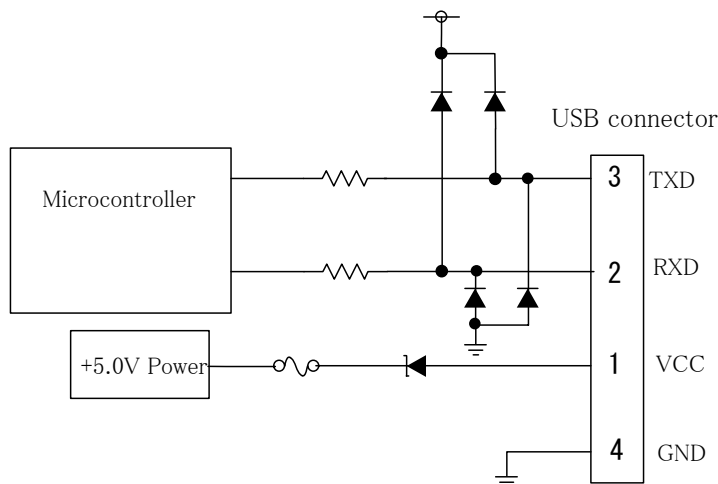 USB connector
Microcontroller
3 TXD
2 RXD
+5.0V Power
1 VCC
4 GND